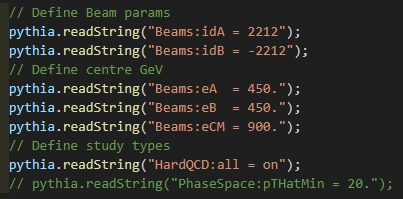 // Define Beam params
pythia.readString("Beams:idA = 2212");
pythia.readString("Beams:idB = -2212");
// Define centre GeV
pythia.readString("Beams:eA  = 450.");
pythia.readString("Beams:eB  = 450.");
pythia.readString("Beams:eCM = 900.");
// Define study types
pythia.readString("HardQCD:all = on");
// pythia.readString("PhaseSpace:pTHatMin = 20.");